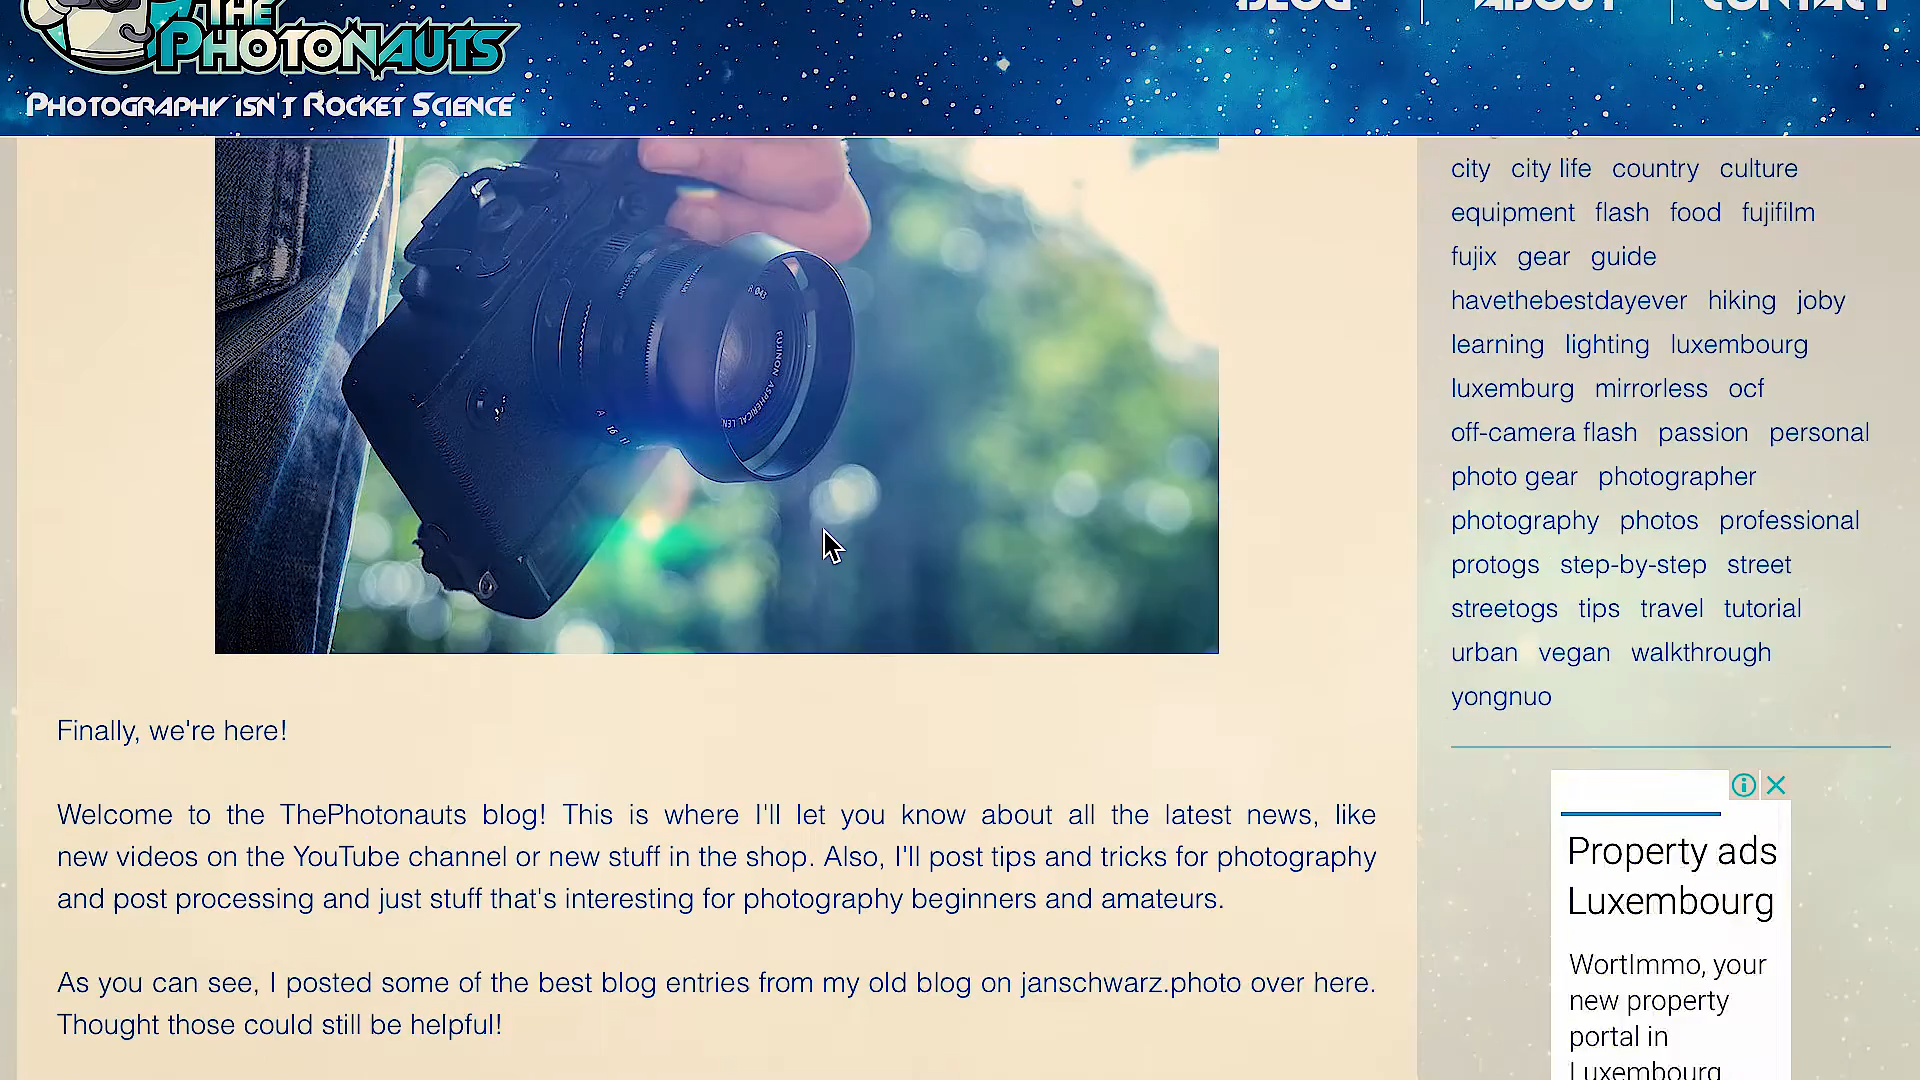 THE
PHOTONAUTS
PHOTOGRAPHY ISN'T ROCKET SCIENCE
BLOG
ABOUT
CONTACT
FUJINON ASPHERICAL LEN
A 16 11
Finally, we're here!
Welcome to the ThePhotonauts blog! This is where I'll let you know about all the latest news, like
new videos on the YouTube channel or new stuff in the shop. Also, I'll post tips and tricks for photography
and post processing and just stuff that's interesting for photography beginners and amateurs.
As you can see, I posted some of the best blog entries from my old blog on janschwarz.photo over here.
Thought those could still be helpful!
city city life country culture
equipment flash food fujifilm
fujix gear guide
havethebestdayever hiking joby
learning lighting luxembourg
luxemburg mirrorless ocf
off-camera flash passion personal
photo gear photographer
photography photos professional
protogs step-by-step street
streetogs tips travel tutorial
urban vegan walkthrough
yongnuo
Property ads
Luxembourg
WortImmo, your
new property
portal in
Luxembourg